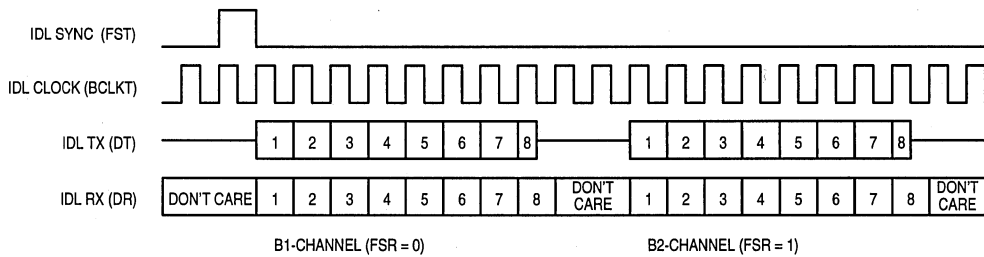 IDL SYNC (FST)
IDL CLOCK (BCLKT)
IDL TX (DT) 1 2 3 4 5 6 7 8 1 2 3 4 5 6 7 8
IDL RX (DR) DON'T CARE 1 2 3 4 5 6 7 8 DON'T CARE 1 2 3 4 5 6 7 8 DON'T CARE
B1-CHANNEL (FSR = 0) B2-CHANNEL (FSR = 1)